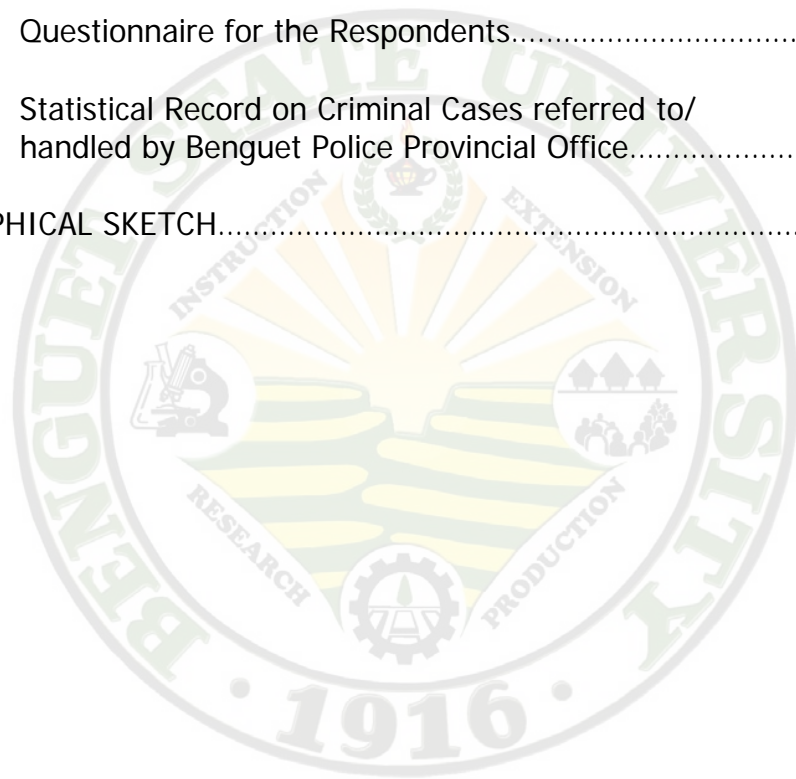 Questionnaire for the Respondents................................
Statistical Record on Criminal Cases referred to/
handled by Benguet Police Provincial Office...................
PHICAL SKETCH..................................................................
BENGUET STATE UNIVERSITY
INSTRUCTION
EXTENSION
RESEARCH
PRODUCTION
1916